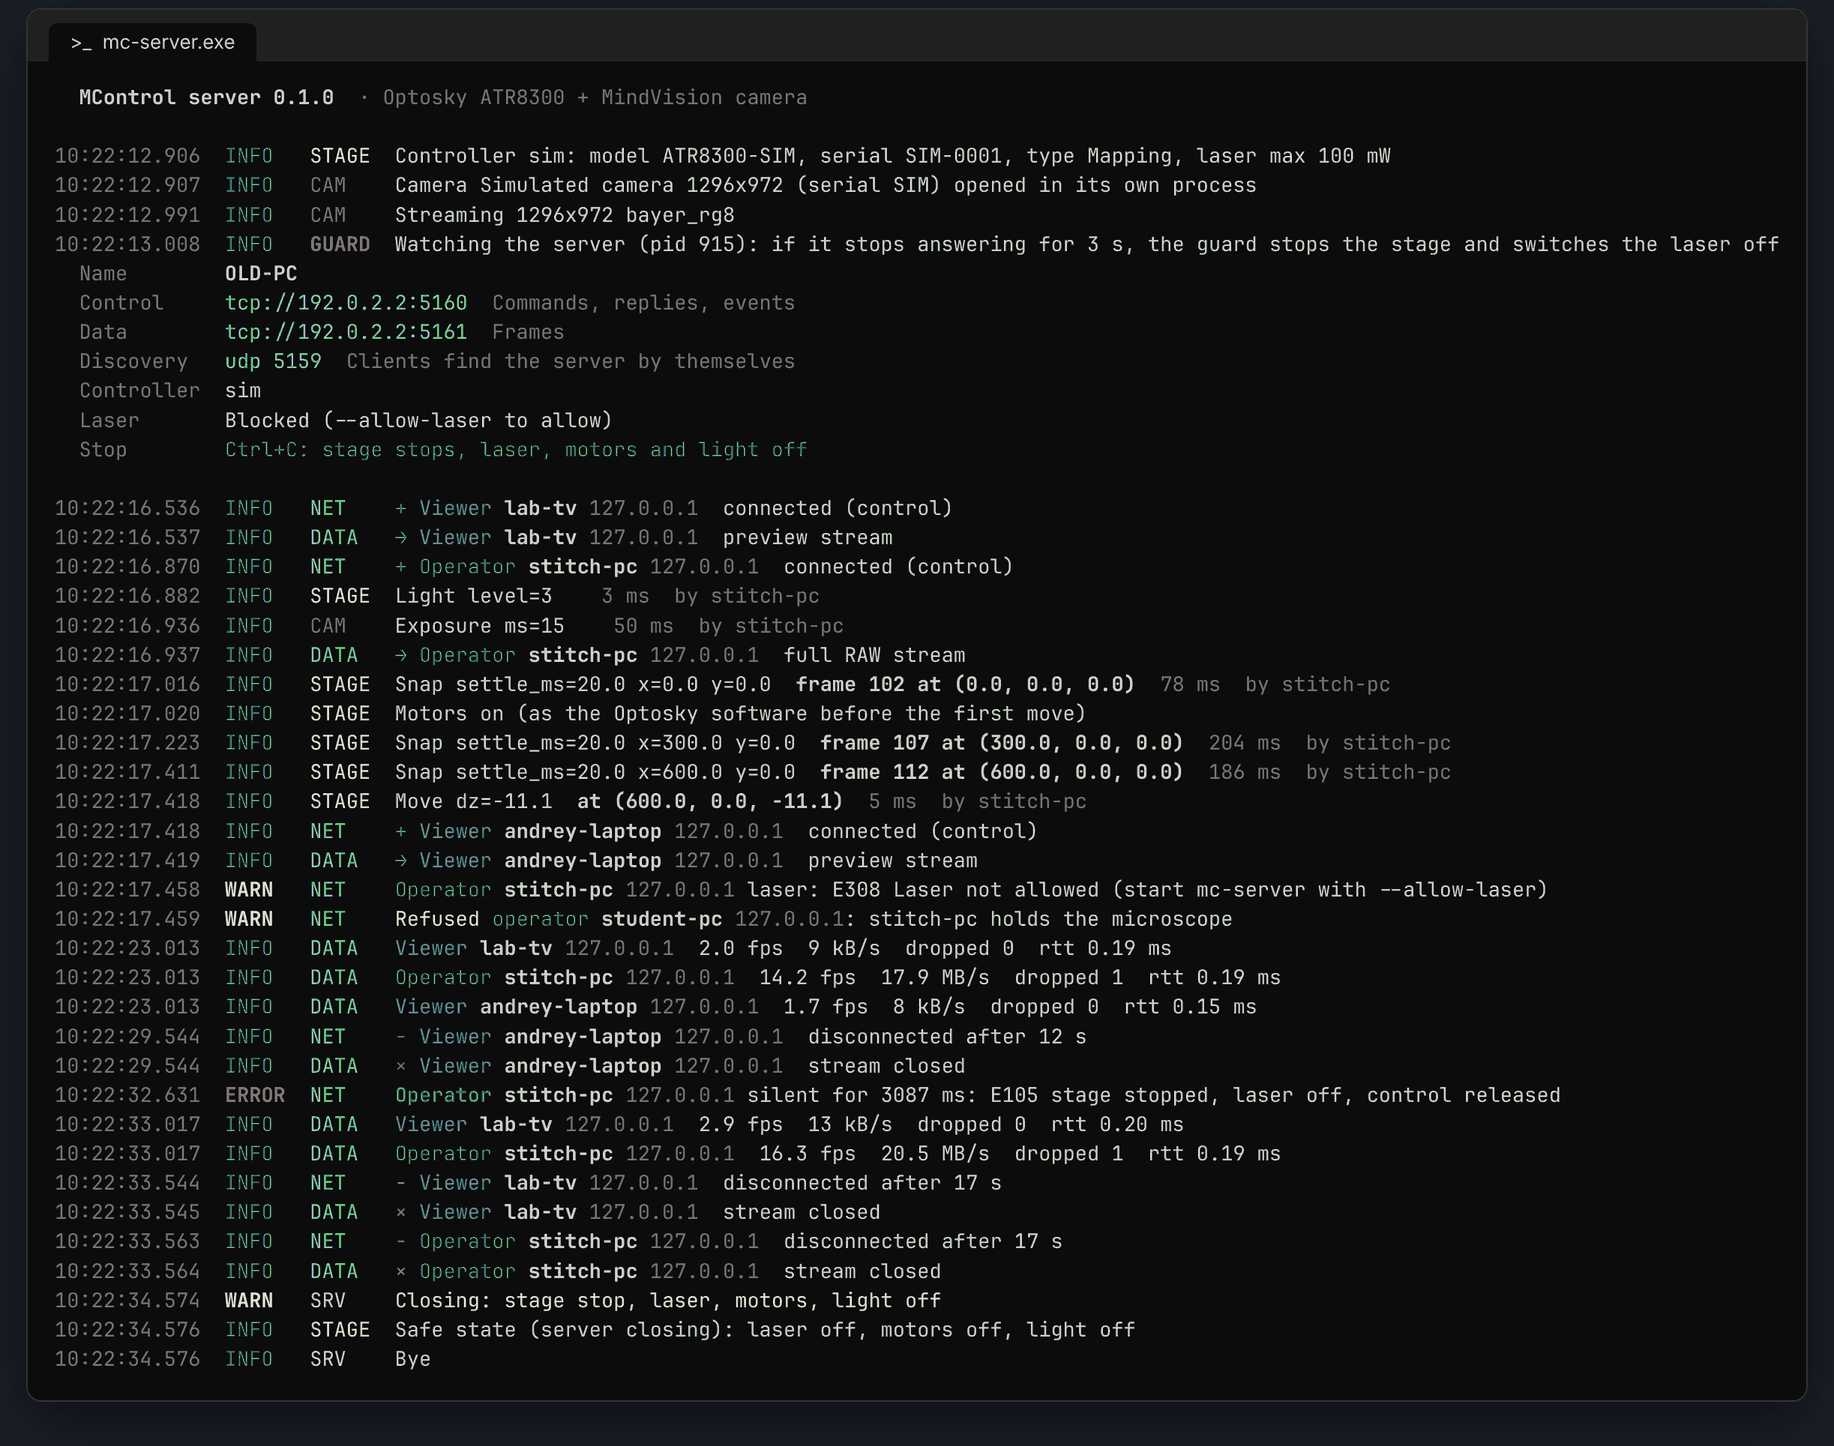 >_ mc-server.exe
MControl server 0.1.0 · Optosky ATR8300 + MindVision camera
10:22:12.906 INFO STAGE Controller sim: model ATR8300-SIM, serial SIM-0001, type Mapping, laser max 100 mW
10:22:12.907 INFO CAM Camera Simulated camera 1296x972 (serial SIM) opened in its own process
10:22:12.991 INFO CAM Streaming 1296x972 bayer_rg8
10:22:13.008 INFO GUARD Watching the server (pid 915): if it stops answering for 3 s, the guard stops the stage and switches the laser off
Name OLD-PC
Control tcp://192.0.2.2:5160 Commands, replies, events
Data tcp://192.0.2.2:5161 Frames
Discovery udp 5159 Clients find the server by themselves
Controller sim
Laser Blocked (--allow-laser to allow)
Stop Ctrl+C: stage stops, laser, motors and light off
10:22:16.536 INFO NET + Viewer lab-tv 127.0.0.1 connected (control)
10:22:16.537 INFO DATA → Viewer lab-tv 127.0.0.1 preview stream
10:22:16.870 INFO NET + Operator stitch-pc 127.0.0.1 connected (control)
10:22:16.882 INFO STAGE Light level=3 3 ms by stitch-pc
10:22:16.936 INFO CAM Exposure ms=15 50 ms by stitch-pc
10:22:16.937 INFO DATA → Operator stitch-pc 127.0.0.1 full RAW stream
10:22:17.016 INFO STAGE Snap settle_ms=20.0 x=0.0 y=0.0 frame 102 at (0.0, 0.0, 0.0) 78 ms by stitch-pc
10:22:17.020 INFO STAGE Motors on (as the Optosky software before the first move)
10:22:17.223 INFO STAGE Snap settle_ms=20.0 x=300.0 y=0.0 frame 107 at (300.0, 0.0, 0.0) 204 ms by stitch-pc
10:22:17.411 INFO STAGE Snap settle_ms=20.0 x=600.0 y=0.0 frame 112 at (600.0, 0.0, 0.0) 186 ms by stitch-pc
10:22:17.418 INFO STAGE Move dz=-11.1 at (600.0, 0.0, -11.1) 5 ms by stitch-pc
10:22:17.418 INFO NET + Viewer andrey-laptop 127.0.0.1 connected (control)
10:22:17.419 INFO DATA → Viewer andrey-laptop 127.0.0.1 preview stream
10:22:17.458 WARN NET Operator stitch-pc 127.0.0.1 laser: E308 Laser not allowed (start mc-server with --allow-laser)
10:22:17.459 WARN NET Refused operator student-pc 127.0.0.1: stitch-pc holds the microscope
10:22:23.013 INFO DATA Viewer lab-tv 127.0.0.1 2.0 fps 9 kB/s dropped 0 rtt 0.19 ms
10:22:23.013 INFO DATA Operator stitch-pc 127.0.0.1 14.2 fps 17.9 MB/s dropped 1 rtt 0.19 ms
10:22:23.013 INFO DATA Viewer andrey-laptop 127.0.0.1 1.7 fps 8 kB/s dropped 0 rtt 0.15 ms
10:22:29.544 INFO NET - Viewer andrey-laptop 127.0.0.1 disconnected after 12 s
10:22:29.544 INFO DATA × Viewer andrey-laptop 127.0.0.1 stream closed
10:22:32.631 ERROR NET Operator stitch-pc 127.0.0.1 silent for 3087 ms: E105 stage stopped, laser off, control released
10:22:33.017 INFO DATA Viewer lab-tv 127.0.0.1 2.9 fps 13 kB/s dropped 0 rtt 0.20 ms
10:22:33.017 INFO DATA Operator stitch-pc 127.0.0.1 16.3 fps 20.5 MB/s dropped 1 rtt 0.19 ms
10:22:33.544 INFO NET - Viewer lab-tv 127.0.0.1 disconnected after 17 s
10:22:33.545 INFO DATA × Viewer lab-tv 127.0.0.1 stream closed
10:22:33.563 INFO NET - Operator stitch-pc 127.0.0.1 disconnected after 17 s
10:22:33.564 INFO DATA × Operator stitch-pc 127.0.0.1 stream closed
10:22:34.574 WARN SRV Closing: stage stop, laser, motors, light off
10:22:34.576 INFO STAGE Safe state (server closing): laser off, motors off, light off
10:22:34.576 INFO SRV Bye